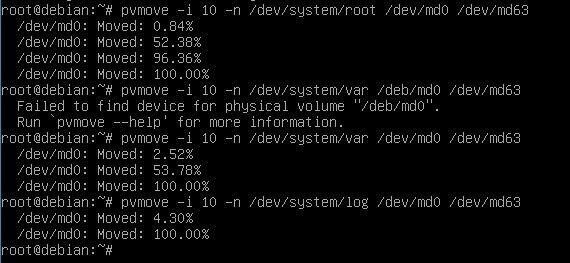 root@debian:~# pvmove -i 10 -n /dev/system/root /dev/md0 /dev/md63
/dev/md0: Moved: 0.84%
/dev/md0: Moved: 52.38%
/dev/md0: Moved: 96.36%
/dev/md0: Moved: 100.00%
root@debian:~# pvmove -i 10 -n /dev/system/var /deb/md0 /dev/md63
Failed to find device for physical volume "/deb/md0".
Run `pvmove --help' for more information.
root@debian:~# pvmove -i 10 -n /dev/system/var /dev/md0 /dev/md63
/dev/md0: Moved: 2.52%
/dev/md0: Moved: 53.78%
/dev/md0: Moved: 100.00%
root@debian:~# pvmove -i 10 -n /dev/system/log /dev/md0 /dev/md63
/dev/md0: Moved: 4.30%
/dev/md0: Moved: 100.00%
root@debian:~#